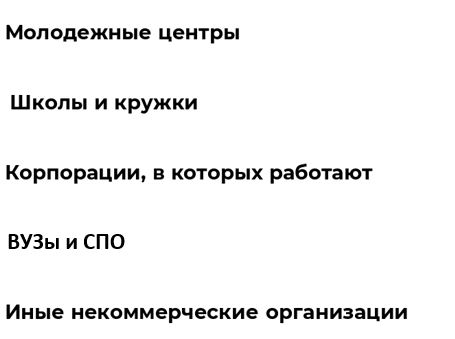 Молодежные центры
Школы и кружки
Корпорации, в которых работают
ВУЗы и СПО
Иные некоммерческие организации